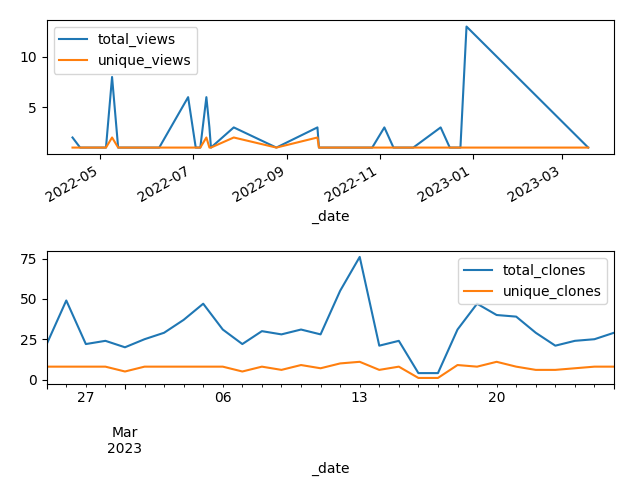 total_views
unique_views
10
5
2022-05
2022-07
2022-09
2022-11
2023-01
2023-03
_date
75
50
25
0
total_clones
unique_clones
27
06
13
20
Mar
2023
_date